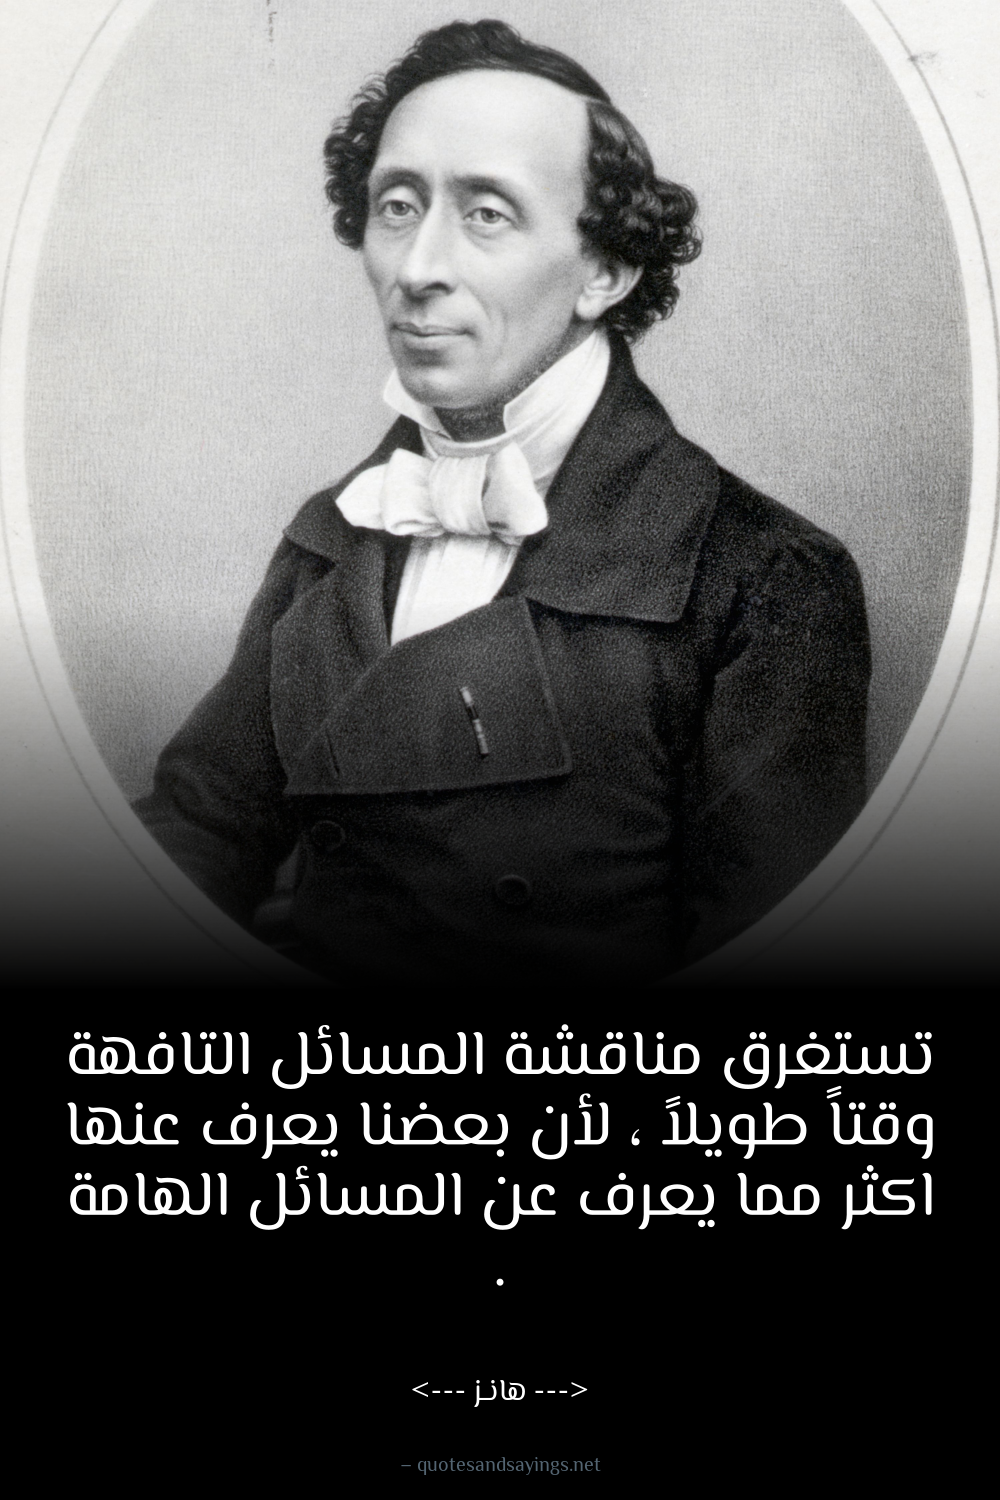 تستغرق مناقشة المسائل التافهة
وقتاً طويلاً ، لأن بعضنا يعرف عنها
اكثر مما يعرف عن المسائل الهامة
.
<--- هانز --->
– quotesandsayings.net